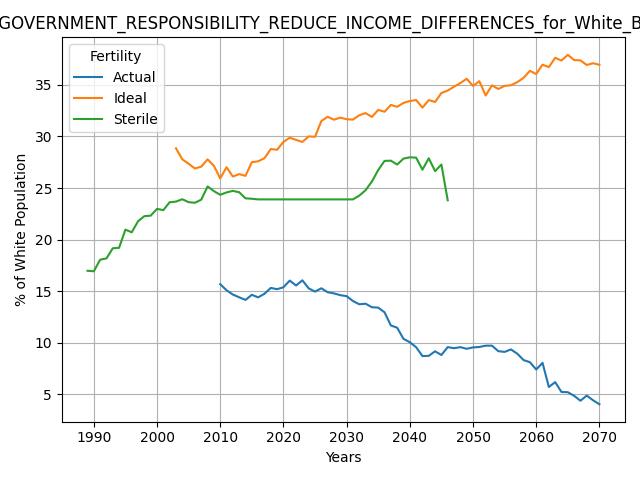 GOVERNMENT_RESPONSIBILITY_REDUCE_INCOME_DIFFERENCES_for_White_B
Fertility
Actual
Ideal
Sterile
% of White Population
35
30
25
20
15
10
5
1990 2000 2010 2020 2030 2040 2050 2060 2070
Years